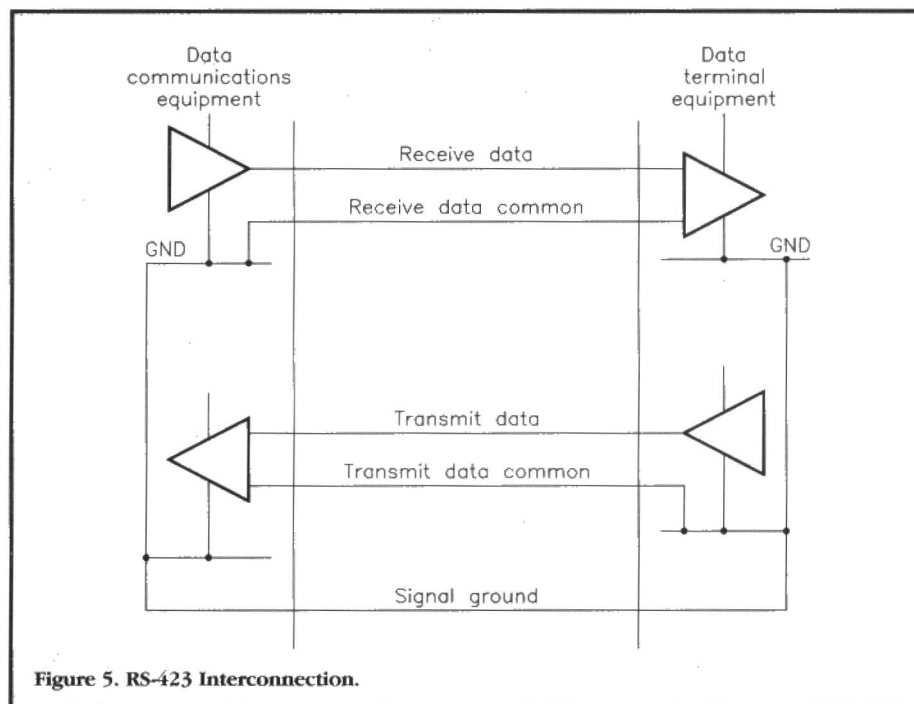 Data
communications
equipment
Data
terminal
equipment
Receive data
Receive data common
GND
GND
Transmit data
Transmit data common
Signal ground
Figure 5. RS-423 Interconnection.